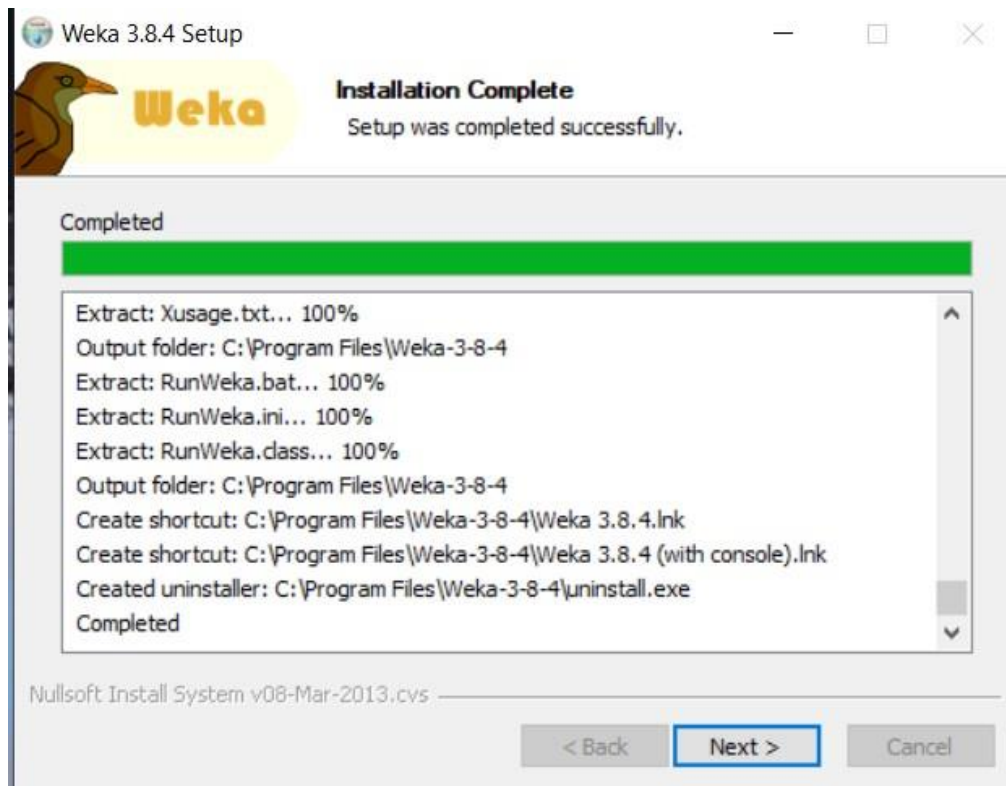 Weka 3.8.4 Setup
Weka
Installation Complete
Setup was completed successfully.
Completed
Extract: Xusage.txt... 100%
Output folder: C:\Program Files\Weka-3-8-4
Extract: RunWeka.bat... 100%
Extract: RunWeka.ini... 100%
Extract: RunWeka.class... 100%
Output folder: C:\Program Files\Weka-3-8-4
Create shortcut: C:\Program Files\Weka-3-8-4\Weka 3.8.4.lnk
Create shortcut: C:\Program Files\Weka-3-8-4\Weka 3.8.4 (with console).lnk
Created uninstaller: C:\Program Files\Weka-3-8-4\uninstall.exe
Completed
Nullsoft Install System v08-Mar-2013.cvs
< Back Next > Cancel